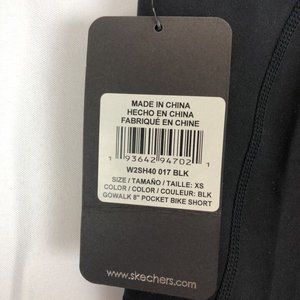 MADE IN CHINA
HECHO EN CHINA
FABRIQUÉ EN CHINE
1 93642 94702 1
W2SH40 017 BLK
SIZE / TAMAÑO / TAILLE: XS
COLOR / COLOR / COULEUR: BLK
GOWALK 8" POCKET BIKE SHORT
www.skechers.com